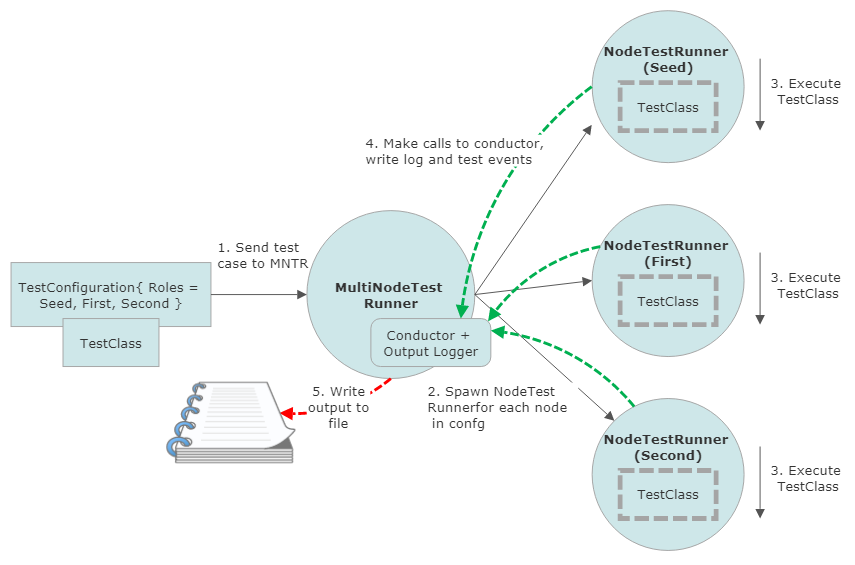 NodeTestRunner
(Seed)
TestClass
3. Execute
TestClass
4. Make calls to conductor,
write log and test events
1. Send test
case to MNTR
TestConfiguration{ Roles =
Seed, First, Second }
TestClass
MultiNodeTest
Runner
Conductor +
Output Logger
NodeTestRunner
(First)
TestClass
3. Execute
TestClass
5. Write
output to
file
2. Spawn NodeTest
Runnerfor each node
in confg
NodeTestRunner
(Second)
TestClass
3. Execute
TestClass